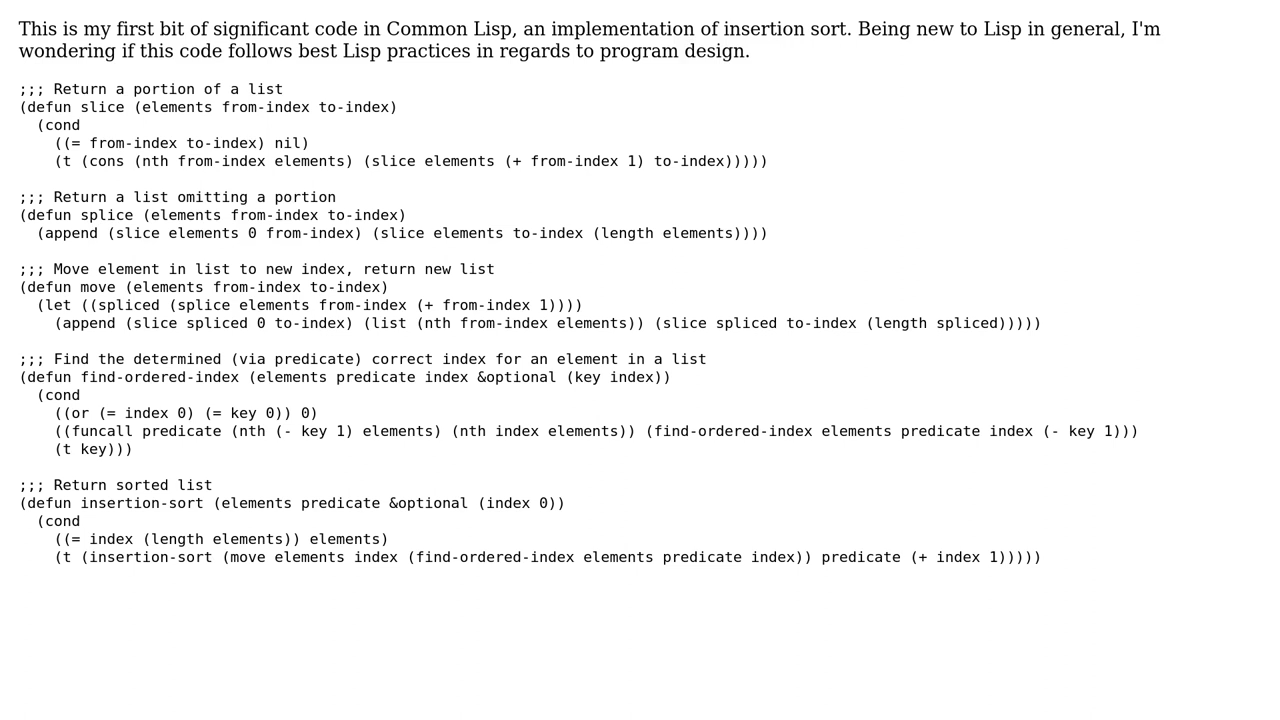 This is my first bit of significant code in Common Lisp, an implementation of insertion sort. Being new to Lisp in general, I'm
wondering if this code follows best Lisp practices in regards to program design.
;;; Return a portion of a list
(defun slice (elements from-index to-index)
  (cond
    ((= from-index to-index) nil)
    (t (cons (nth from-index elements) (slice elements (+ from-index 1) to-index)))))
;;; Return a list omitting a portion
(defun splice (elements from-index to-index)
  (append (slice elements 0 from-index) (slice elements to-index (length elements))))
;;; Move element in list to new index, return new list
(defun move (elements from-index to-index)
  (let ((spliced (splice elements from-index (+ from-index 1))))
    (append (slice spliced 0 to-index) (list (nth from-index elements)) (slice spliced to-index (length spliced)))))
;;; Find the determined (via predicate) correct index for an element in a list
(defun find-ordered-index (elements predicate index &optional (key index))
  (cond
    ((or (= index 0) (= key 0)) 0)
    ((funcall predicate (nth (- key 1) elements) (nth index elements)) (find-ordered-index elements predicate index (- key 1)))
    (t key)))
;;; Return sorted list
(defun insertion-sort (elements predicate &optional (index 0))
  (cond
    ((= index (length elements)) elements)
    (t (insertion-sort (move elements index (find-ordered-index elements predicate index)) predicate (+ index 1)))))